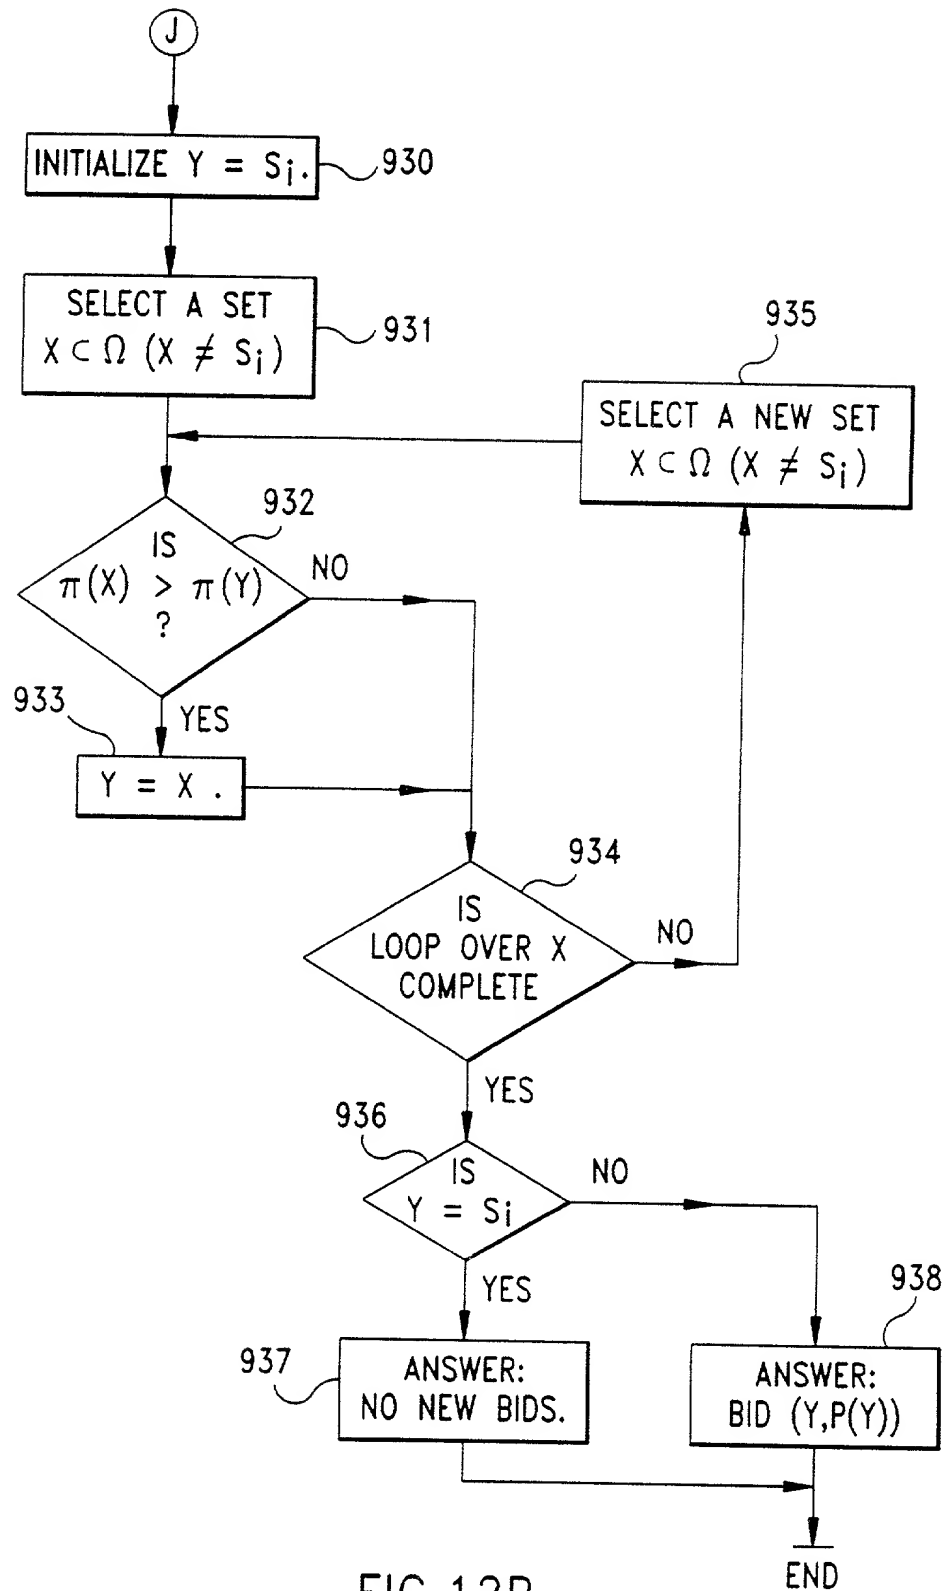 J
INITIALIZE Y = Si.
930
SELECT A SET
X ⊂ Ω (X ≠ Si)
931
935
SELECT A NEW SET
X ⊂ Ω (X ≠ Si)
932
IS
π(X) > π(Y)
?
NO
933
YES
Y = X .
934
IS
LOOP OVER X
COMPLETE
NO
YES
936
IS
Y = Si
NO
YES
937
ANSWER:
NO NEW BIDS.
938
ANSWER:
BID (Y,P(Y))
END